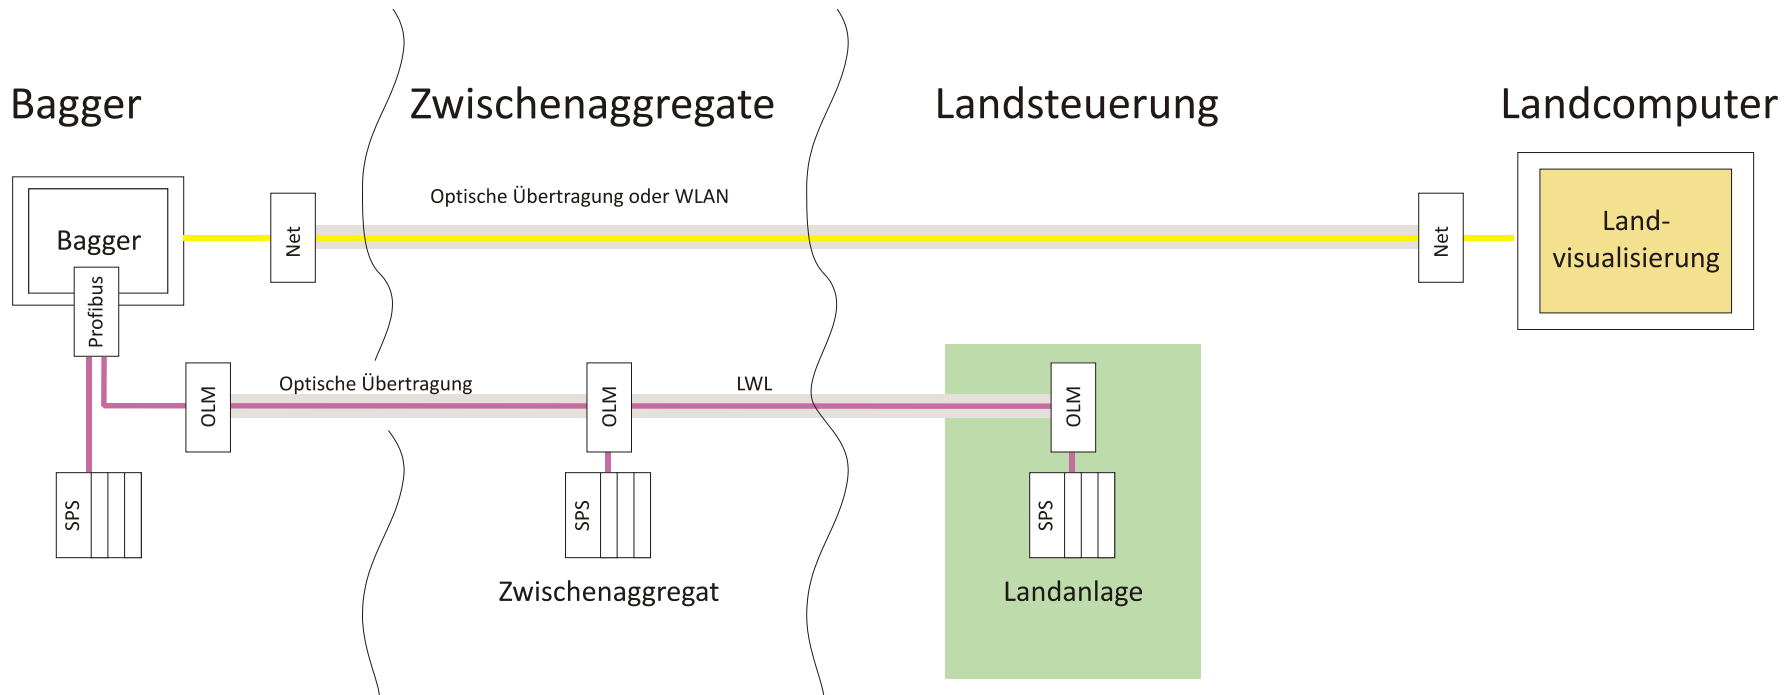 Bagger
Zwischenaggregate
Landsteuerung
Landcomputer
Optische Übertragung oder WLAN
Bagger
Net
Net
Land-
visualisierung
Profibus
Optische Übertragung
LWL
OLM
OLM
OLM
SPS
SPS
SPS
Zwischenaggregat
Landanlage